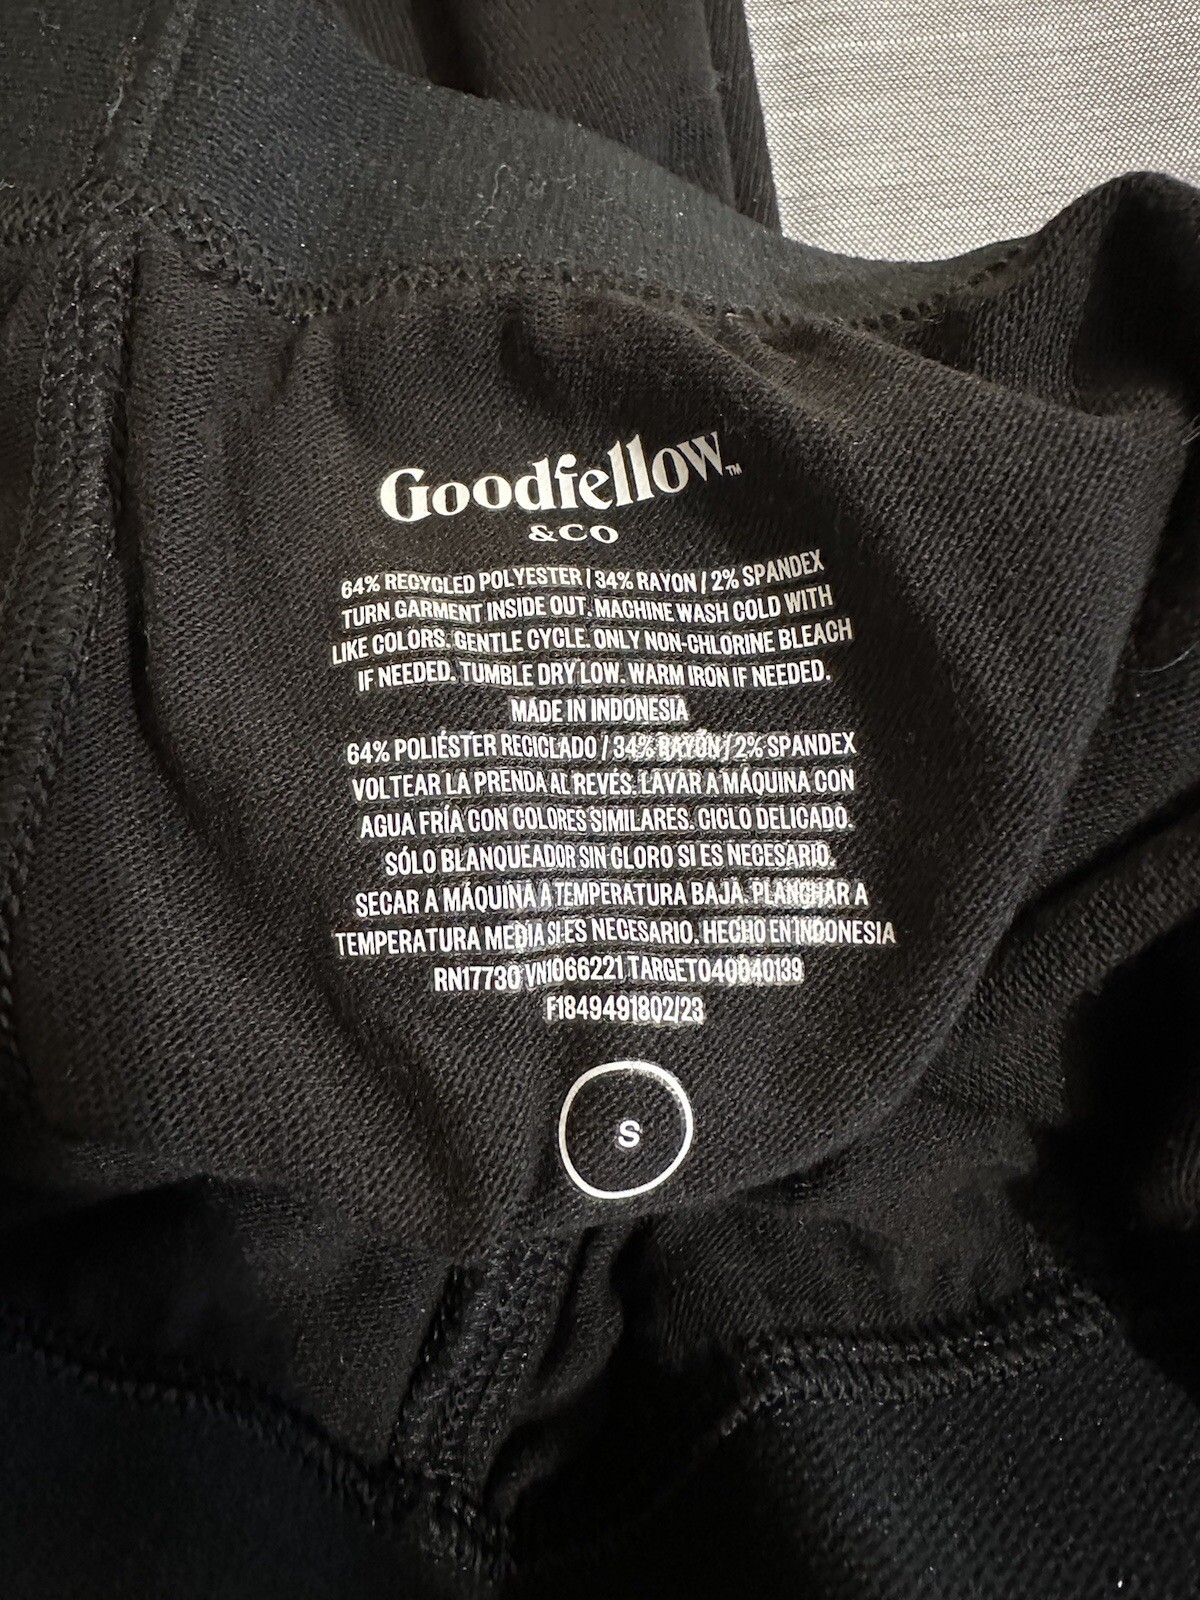 Goodfellow™
&CO
64% RECYCLED POLYESTER / 34% RAYON / 2% SPANDEX
TURN GARMENT INSIDE OUT. MACHINE WASH COLD WITH
LIKE COLORS. GENTLE CYCLE. ONLY NON-CHLORINE BLEACH
IF NEEDED. TUMBLE DRY LOW. WARM IRON IF NEEDED.
MADE IN INDONESIA
64% POLIÉSTER RECICLADO / 34% RAYÓN / 2% SPANDEX
VOLTEAR LA PRENDA AL REVÉS. LAVAR A MÁQUINA CON
AGUA FRÍA CON COLORES SIMILARES. CICLO DELICADO.
SÓLO BLANQUEADOR SIN CLORO SI ES NECESARIO.
SECAR A MÁQUINA A TEMPERATURA BAJA. PLANCHAR A
TEMPERATURA MEDIA SI ES NECESARIO. HECHO EN INDONESIA
RN17730 VN1066221 TARGET040040139
F1849491802/23
S